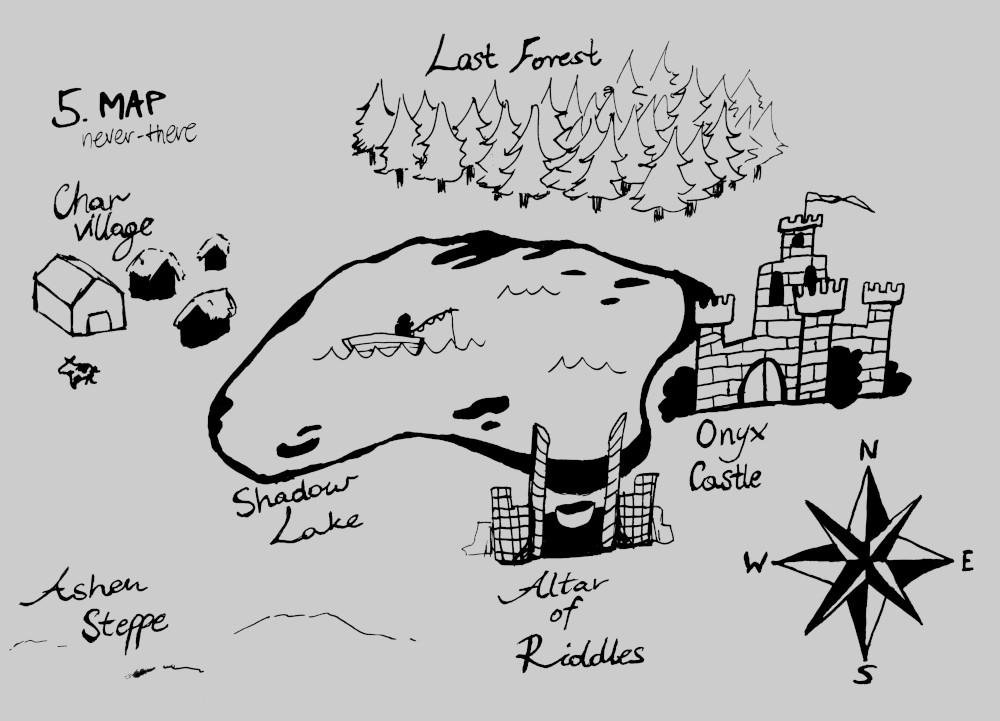 Last Forest
5. MAP
never-there
Char
village
Onyx
Castle
Shadow
Lake
N
W
E
S
Ashen
Steppe
Altar
of
Riddles